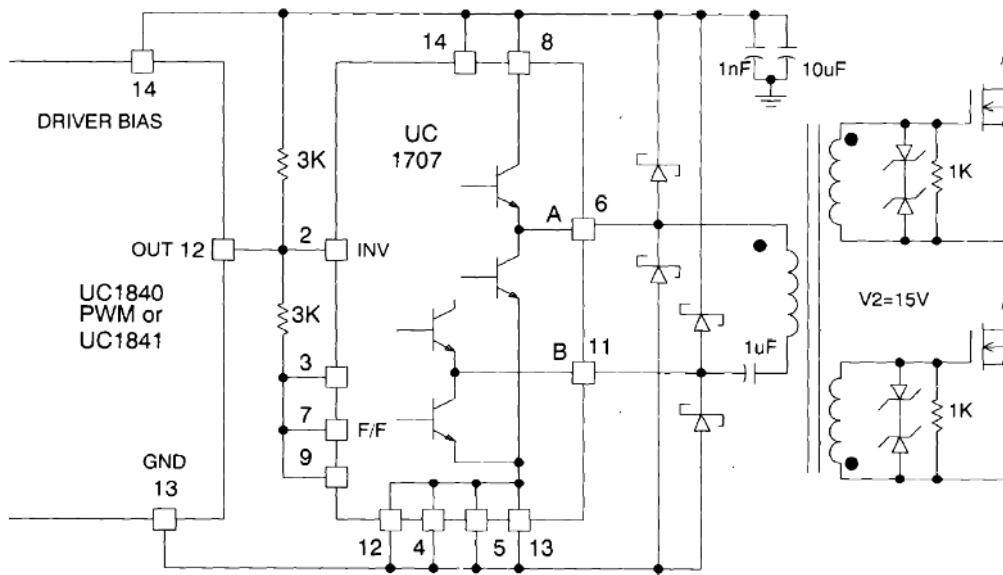 14
DRIVER BIAS
3K
OUT 12
2
INV
UC1840
PWM or
UC1841
3K
3
7
F/F
9
GND
13
14
8
UC
1707
A
6
B
11
12
4
5
13
1nF
10uF
1uF
1K
V2=15V
1K